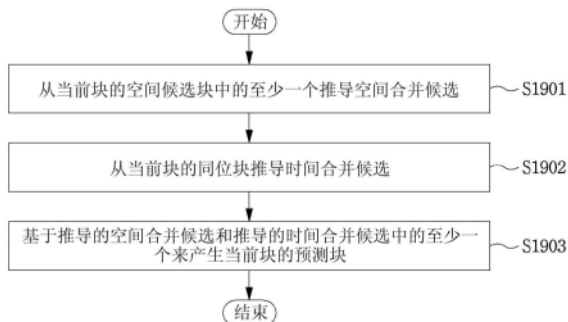 开始
从当前块的空间候选块中的至少一个推导空间合并候选
S1901
从当前块的同位块推导时间合并候选
S1902
基于推导的空间合并候选和推导的时间合并候选中的至少一
个来产生当前块的预测块
S1903
结束